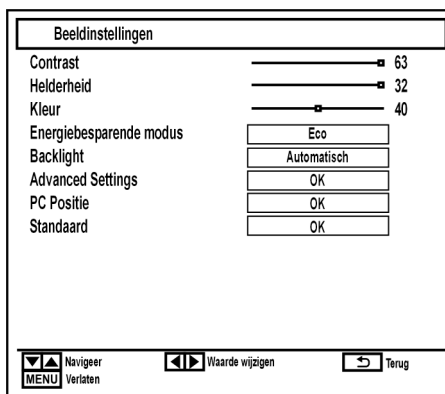 Beeldinstellingen
Contrast 63
Helderheid 32
Kleur 40
Energiebesparende modus Eco
Backlight Automatisch
Advanced Settings OK
PC Positie OK
Standaard OK
Navigeer Waarde wijzigen Terug
MENU Verlaten